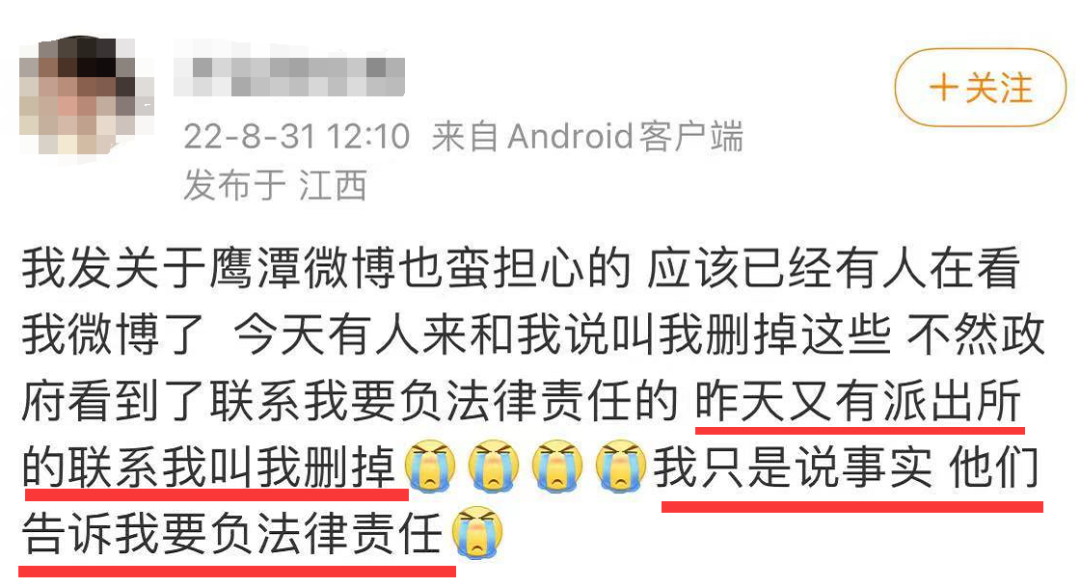 +关注
22-8-31 12:10 来自Android客户端
发布于 江西
我发关于鹰潭微博也蛮担心的 应该已经有人在看
我微博了 今天有人来和我说叫我删掉这些 不然政
府看到了联系我要负法律责任的 昨天又有派出所
的联系我叫我删掉😭😭😭😭我只是说事实 他们
告诉我要负法律责任😭